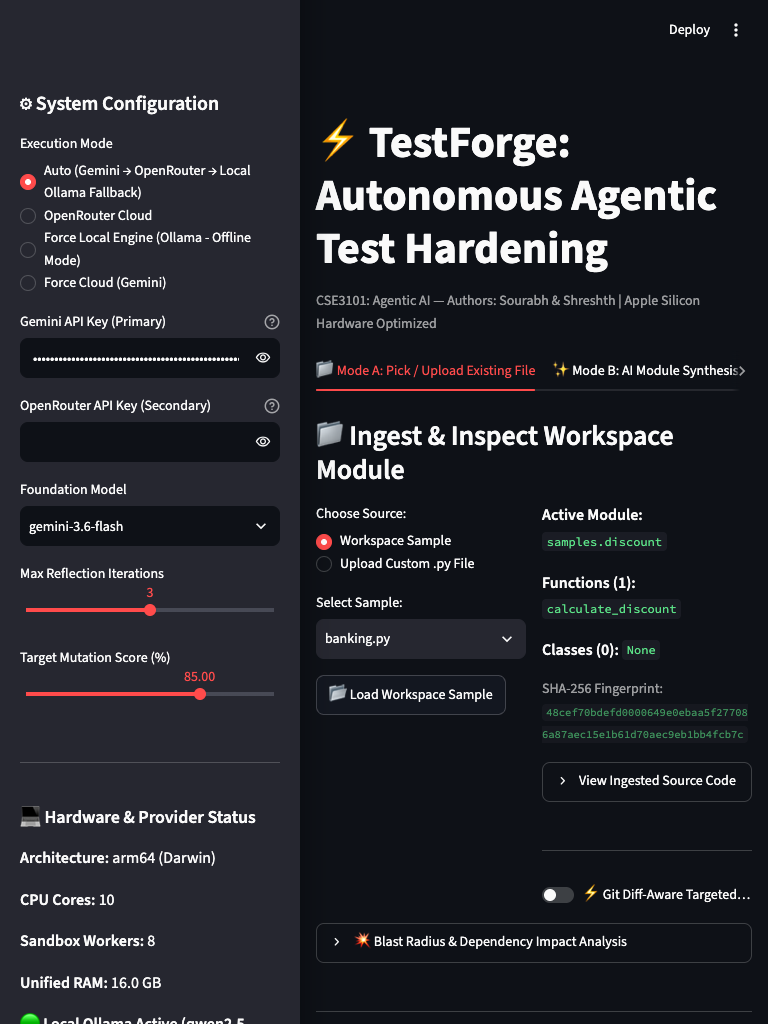 Deploy
⚙ System Configuration
Execution Mode
Auto (Gemini → OpenRouter → Local
Ollama Fallback)
OpenRouter Cloud
Force Local Engine (Ollama - Offline
Mode)
Force Cloud (Gemini)
Gemini API Key (Primary)
OpenRouter API Key (Secondary)
Foundation Model
gemini-3.6-flash
Max Reflection Iterations
3
Target Mutation Score (%)
85.00
💻 Hardware & Provider Status
Architecture: arm64 (Darwin)
CPU Cores: 10
Sandbox Workers: 8
Unified RAM: 16.0 GB
🟢 Local Ollama Active (qwen2.5
⚡ TestForge:
Autonomous Agentic
Test Hardening
CSE3101: Agentic AI — Authors: Sourabh & Shreshth | Apple Silicon
Hardware Optimized
📁 Mode A: Pick / Upload Existing File
✨ Mode B: AI Module Synthesis
📁 Ingest & Inspect Workspace
Module
Choose Source:
Workspace Sample
Upload Custom .py File
Select Sample:
banking.py
📁 Load Workspace Sample
Active Module:
samples.discount
Functions (1):
calculate_discount
Classes (0): None
SHA-256 Fingerprint:
48cef70bdefd0000649e0ebaa5f27708
6a87aec15e1b61d70aec9eb1bb4fcb7c
View Ingested Source Code
⚡ Git Diff-Aware Targeted…
💥 Blast Radius & Dependency Impact Analysis